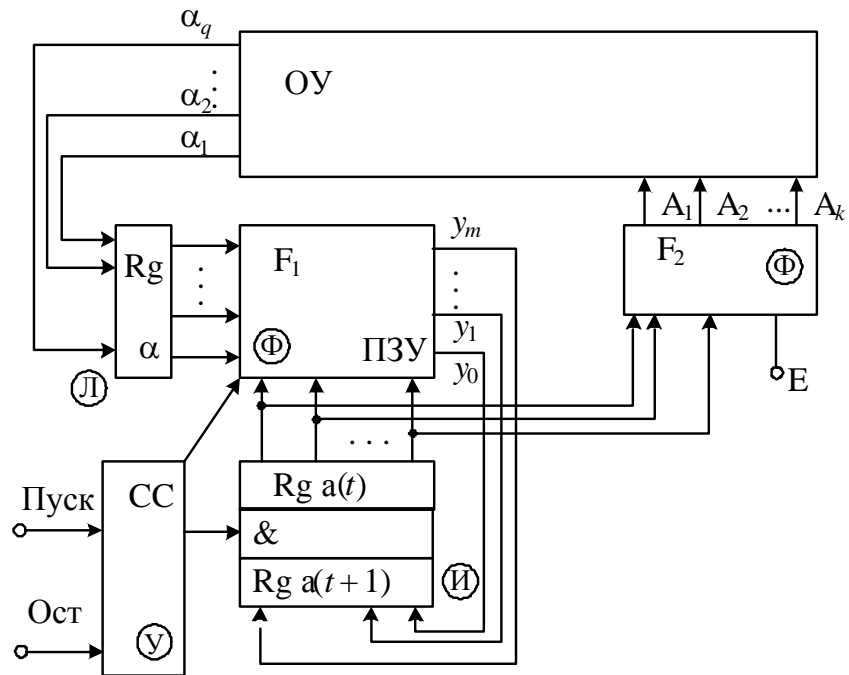 α_q
ОУ
α_2
α_1
A_1 A_2 ... A_k
Rg
α
Л
F_1
Ф
ПЗУ
y_m
y_1
y_0
F_2
Ф
E
. . .
Пуск
СС
Ост
У
Rg a(t)
&
Rg a(t + 1)
И